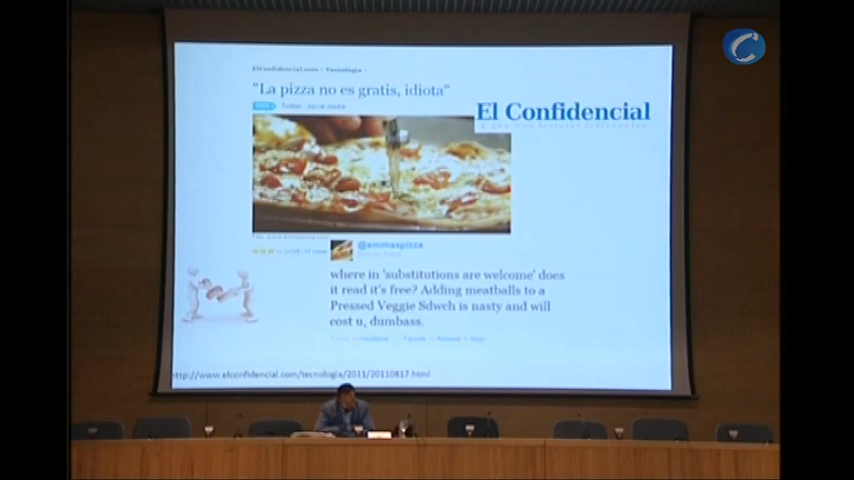 ElConfidencial.com > Tecnología >
"La pizza no es gratis, idiota"
Twitter social media
El Confidencial
@emmaspizza
where in 'substitutions are welcome' does
it read it's free? Adding meatballs to a
Pressed Veggie Sdwch is nasty and will
cost u, dumbass.
http://www.elconfidencial.com/tecnologia/2011/20110817.html